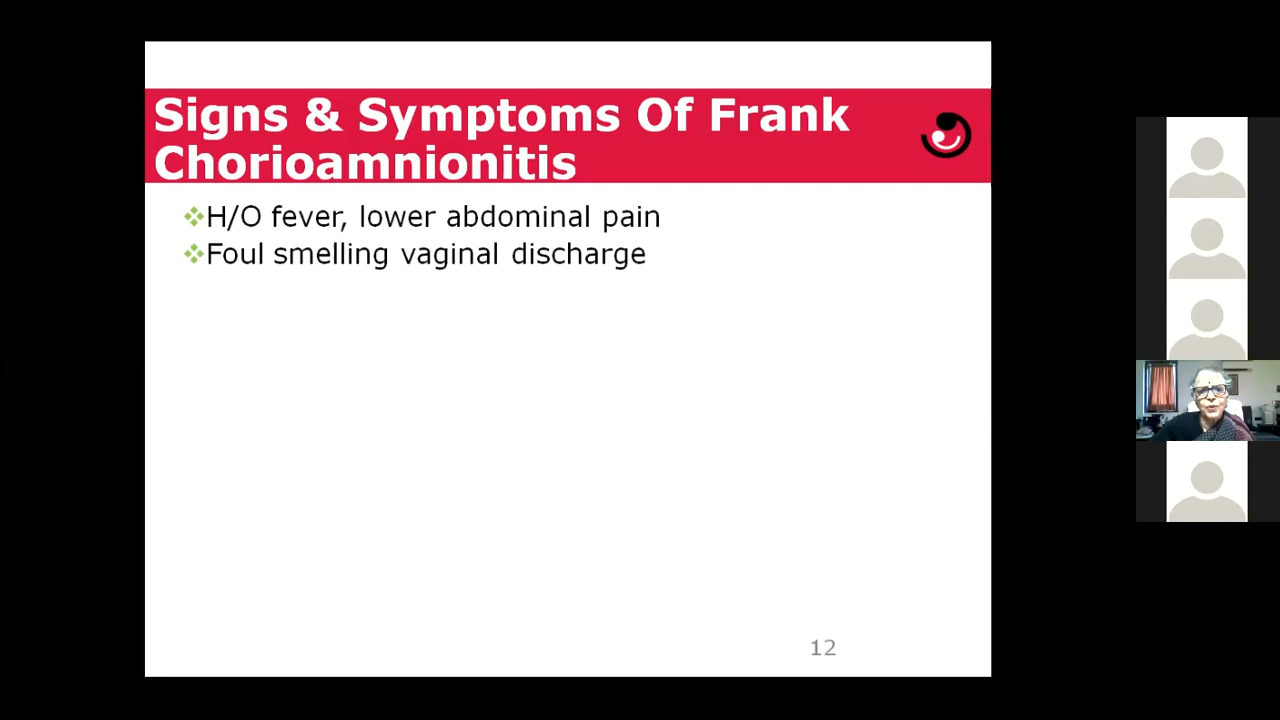 Signs & Symptoms Of Frank
Chorioamnionitis
H/O fever, lower abdominal pain
Foul smelling vaginal discharge
12